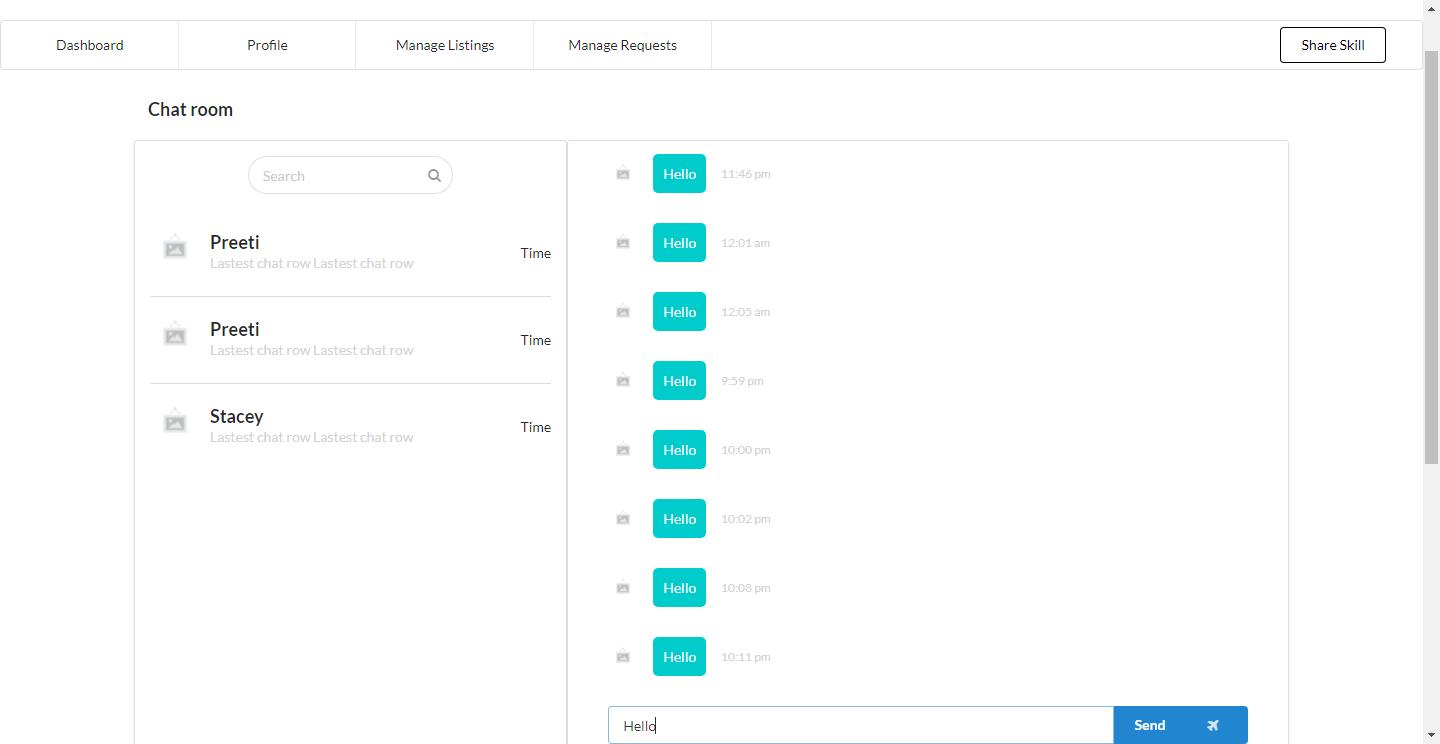 Dashboard Profile Manage Listings Manage Requests Share Skill
Chat room
Search
Preeti
Lastest chat row Lastest chat row
Time
Preeti
Lastest chat row Lastest chat row
Time
Stacey
Lastest chat row Lastest chat row
Time
Hello 11:46 pm
Hello 12:01 am
Hello 12:05 am
Hello 9:59 pm
Hello 10:00 pm
Hello 10:02 pm
Hello 10:08 pm
Hello 10:11 pm
Hello Send